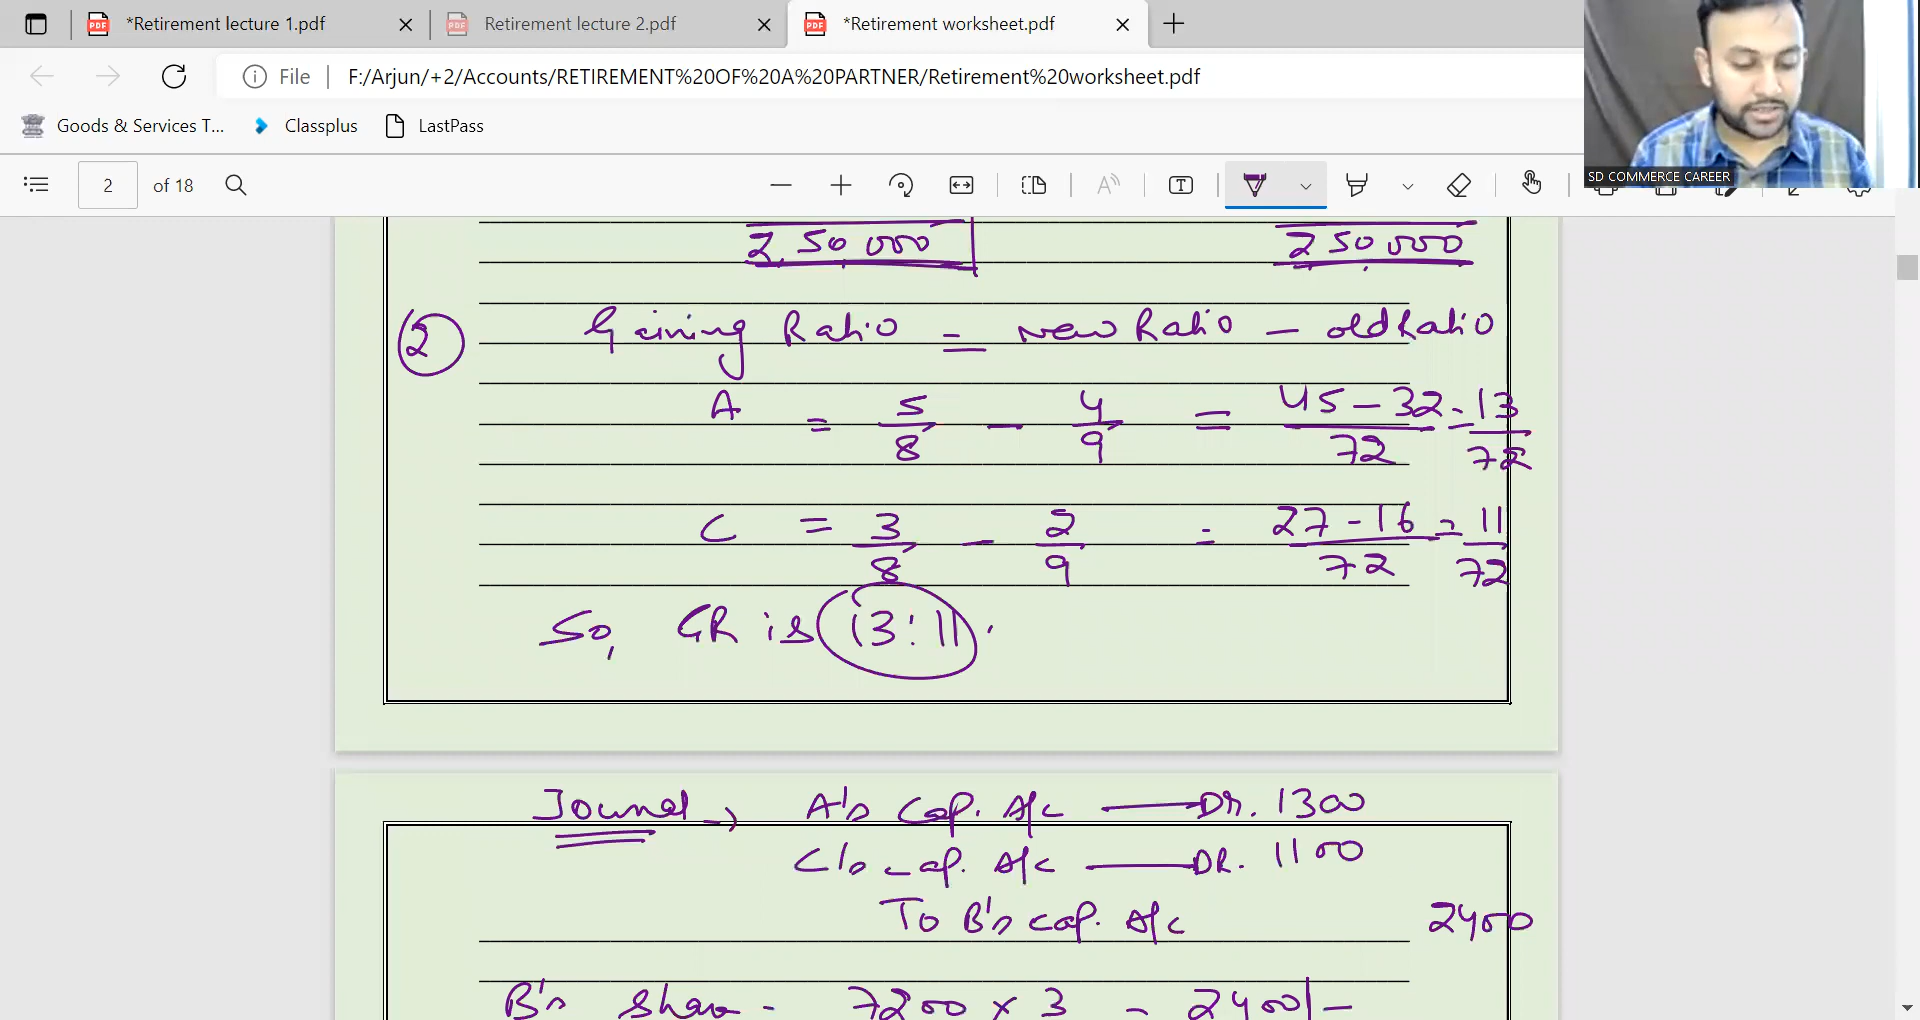 *Retirement lecture 1.pdf
Retirement lecture 2.pdf
*Retirement worksheet.pdf
File
F:/Arjun/+2/Accounts/RETIREMENT%20OF%20A%20PARTNER/Retirement%20worksheet.pdf
Goods & Services T...
Classplus
LastPass
2 of 18
SD COMMERCE CAREER
2,50,000 2,50,000
2 Gaining Ratio = New Ratio - old Ratio
A = 5/8 - 4/9 = 45-32/72 = 13/72
C = 3/8 - 2/9 = 27-16/72 = 11/72
So, GR is 13:11.
Journal → A's Cap. A/c Dr. 1300
C's cap. A/c DR. 1100
To B's cap. A/c 2400
B's share = 7200 × 3 = 2400/-